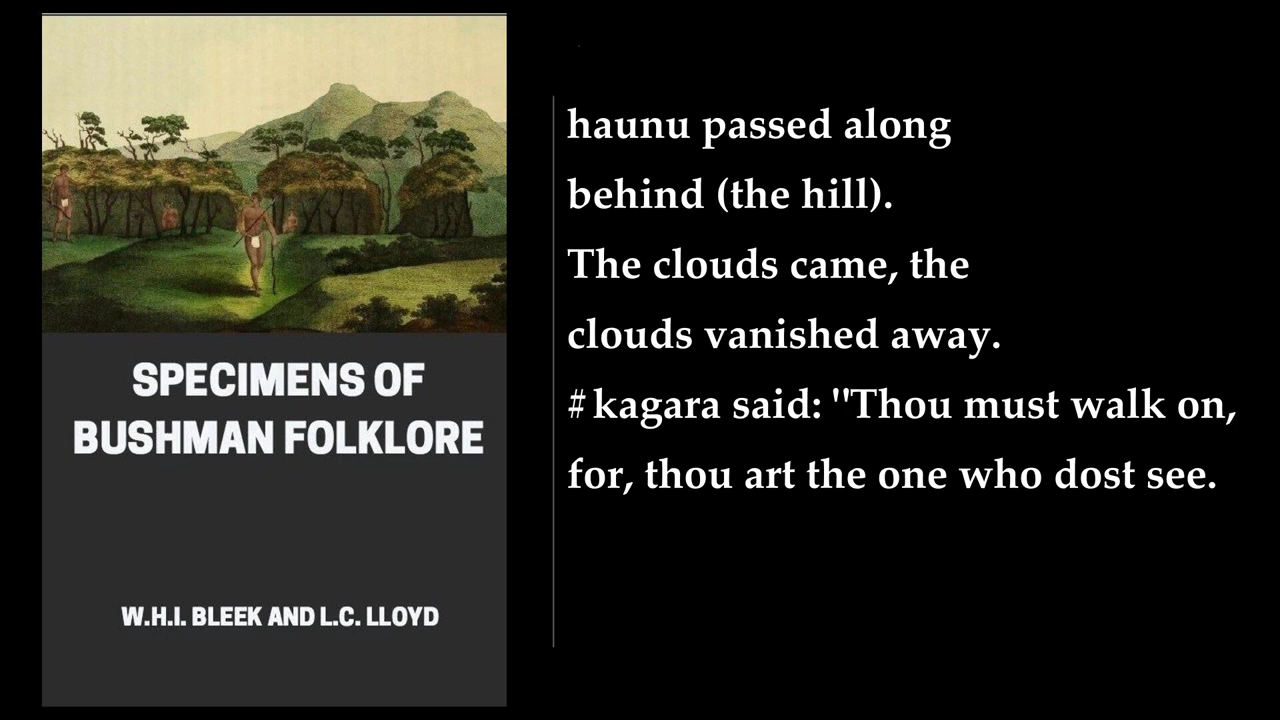 SPECIMENS OF
BUSHMAN FOLKLORE
W.H.I. BLEEK AND L.C. LLOYD
haunu passed along
behind (the hill).
The clouds came, the
clouds vanished away.
#kagara said: "Thou must walk on,
for, thou art the one who dost see.